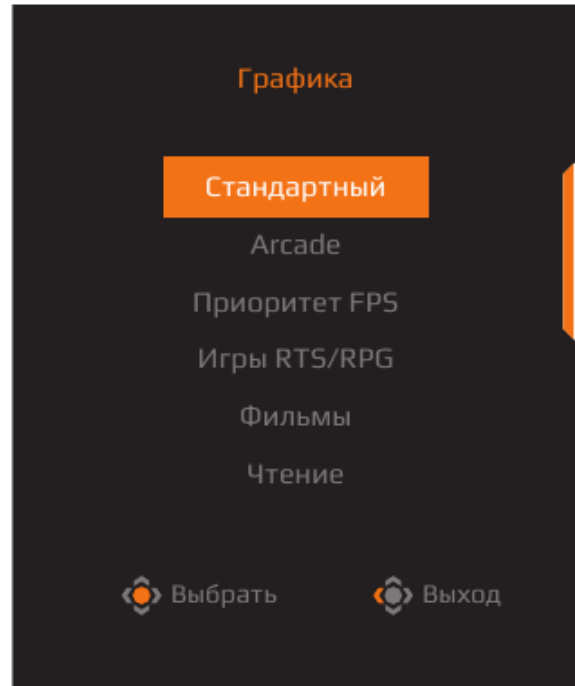 Графика
Стандартный
Arcade
Приоритет FPS
Игры RTS/RPG
Фильмы
Чтение
Выбрать Выход